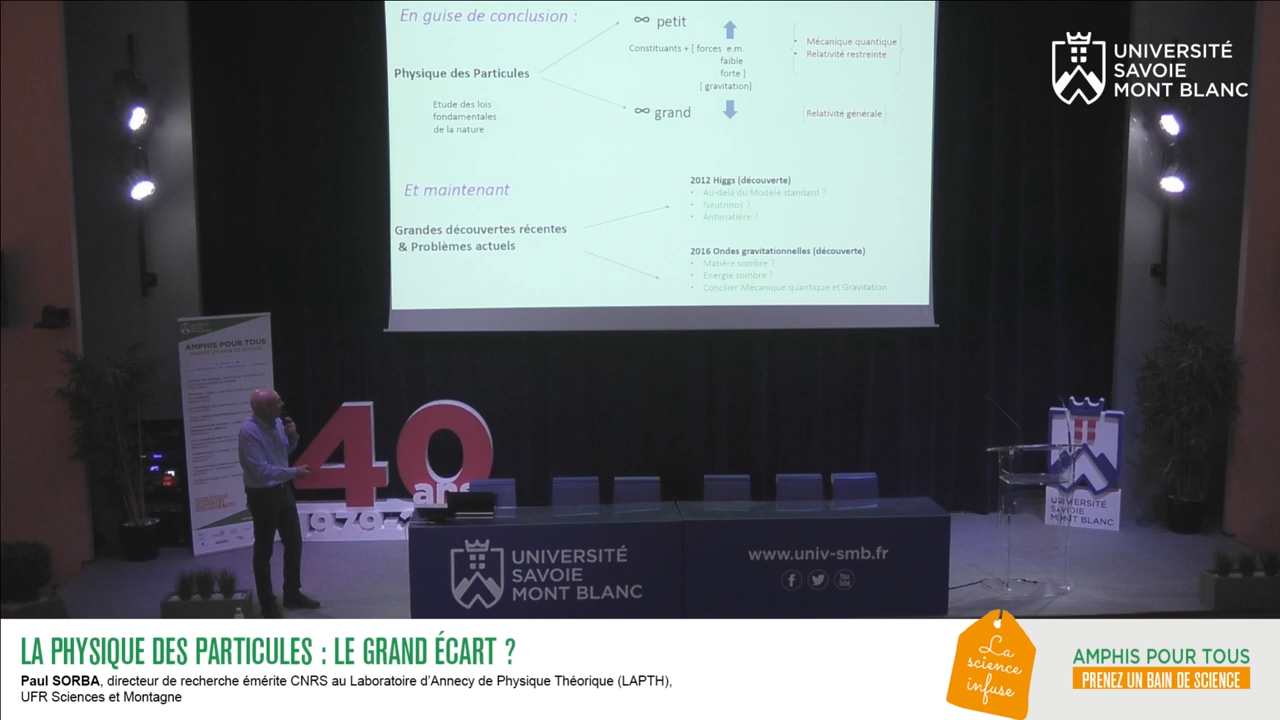 En guise de conclusion :
∞ petit
Constituants + [ forces e.m.
faible
forte ]
[ gravitation]
Mécanique quantique
Relativité restreinte
Physique des Particules
Etude des lois
fondamentales
de la nature
∞ grand
Relativité générale
Et maintenant
Grandes découvertes récentes
& Problèmes actuels
2012 Higgs (découverte)
Au-delà du Modèle standard ?
Neutrinos ?
Antimatière ?
2016 Ondes gravitationnelles (découverte)
Matière sombre ?
Energie sombre ?
Concilier Mécanique quantique et Gravitation
UNIVERSITÉ
SAVOIE
MONT BLANC
AMPHIS POUR TOUS
40
ans
1979
UNIVERSITÉ
SAVOIE
MONT BLANC
www.univ-smb.fr
You
Tube
UNIVERSITÉ
SAVOIE
MONT BLANC
LA PHYSIQUE DES PARTICULES : LE GRAND ÉCART ?
Paul SORBA, directeur de recherche émérite CNRS au Laboratoire d'Annecy de Physique Théorique (LAPTH),
UFR Sciences et Montagne
La
science
infuse
AMPHIS POUR TOUS
PRENEZ UN BAIN DE SCIENCE